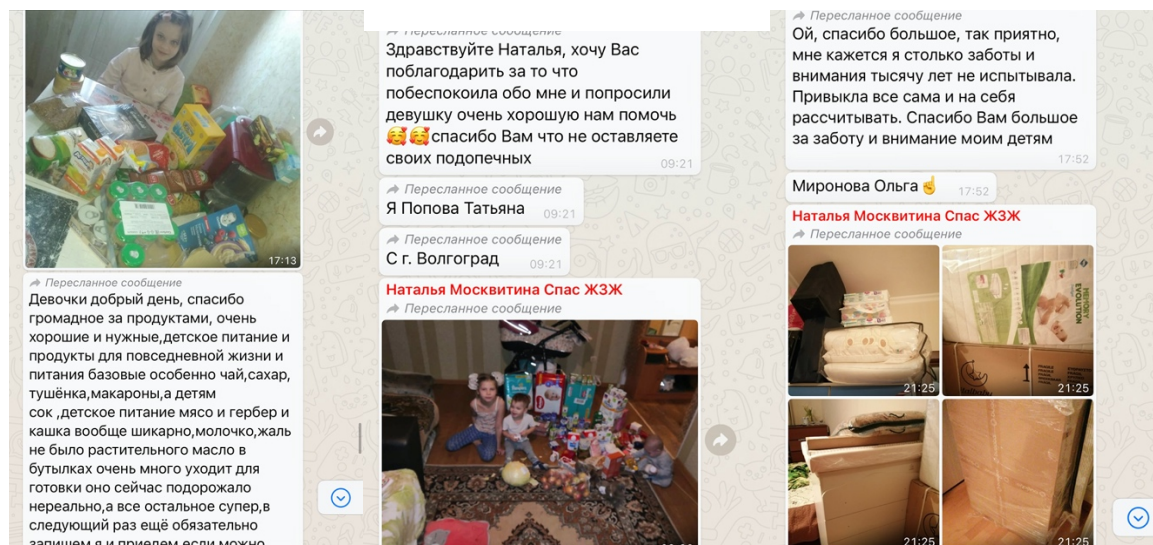 17:13
Пересланное сообщение
Девочки добрый день, спасибо
громадное за продуктами, очень
хорошие и нужные,детское питание и
продукты для повседневной жизни и
питания базовые особенно чай,сахар,
тушёнка,макароны,а детям
сок ,детское питание мясо и гербер и
кашка вообще шикарно,молочко,жаль
не было растительного масло в
бутылках очень много уходит для
готовки оно сейчас подорожало
нереально,а все остальное супер,в
следующий раз ещё обязательно
запишем я и приедем если можно
Пересланное сообщение
Здравствуйте Наталья, хочу Вас
поблагодарить за то что
побеспокоила обо мне и попросили
девушку очень хорошую нам помочь
🥰🥰спасибо Вам что не оставляете
своих подопечных
09:21
Пересланное сообщение
Я Попова Татьяна 09:21
Пересланное сообщение
С г. Волгоград 09:21
Наталья Москвитина Спас ЖЗЖ
Пересланное сообщение
Пересланное сообщение
Ой, спасибо большое, так приятно,
мне кажется я столько заботы и
внимания тысячу лет не испытывала.
Привыкла все сама и на себя
рассчитывать. Спасибо Вам большое
за заботу и внимание моим детям
17:52
Миронова Ольга☝ 17:52
Наталья Москвитина Спас ЖЗЖ
Пересланное сообщение
MEMORY
EVOLUTION
21:25
21:25
21:25
21:25